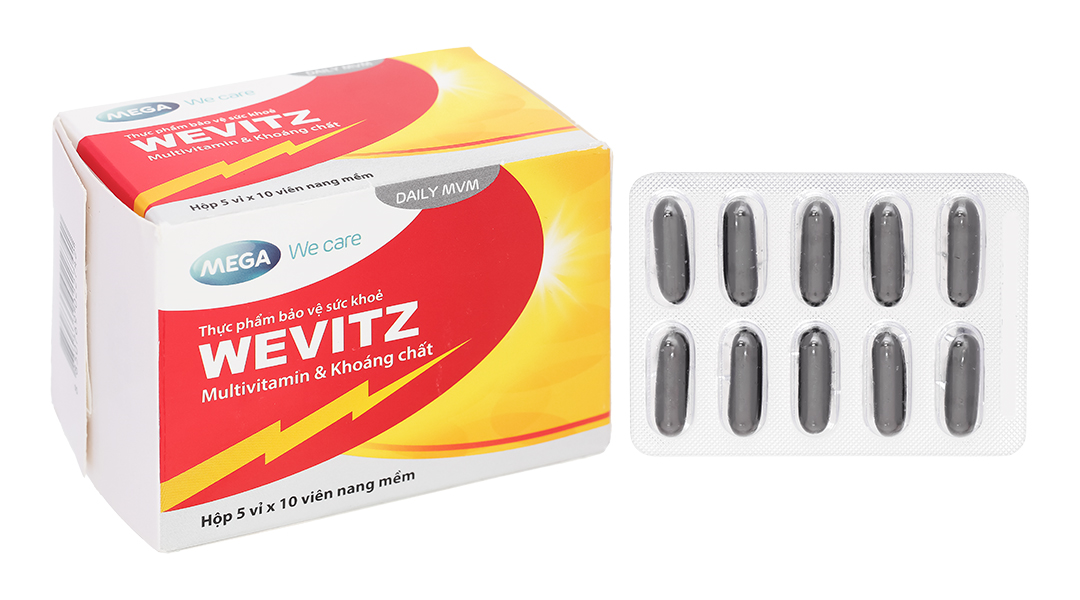 DAILY MVM
MEGA We care
Thực phẩm bảo vệ sức khoẻ
WEVITZ
Multivitamin & Khoáng chất
Hộp 5 vỉ x 10 viên nang mềm
DAILY MVM
MEGA We care
Thực phẩm bảo vệ sức khoẻ
WEVITZ
Multivitamin & Khoáng chất
Hộp 5 vỉ x 10 viên nang mềm